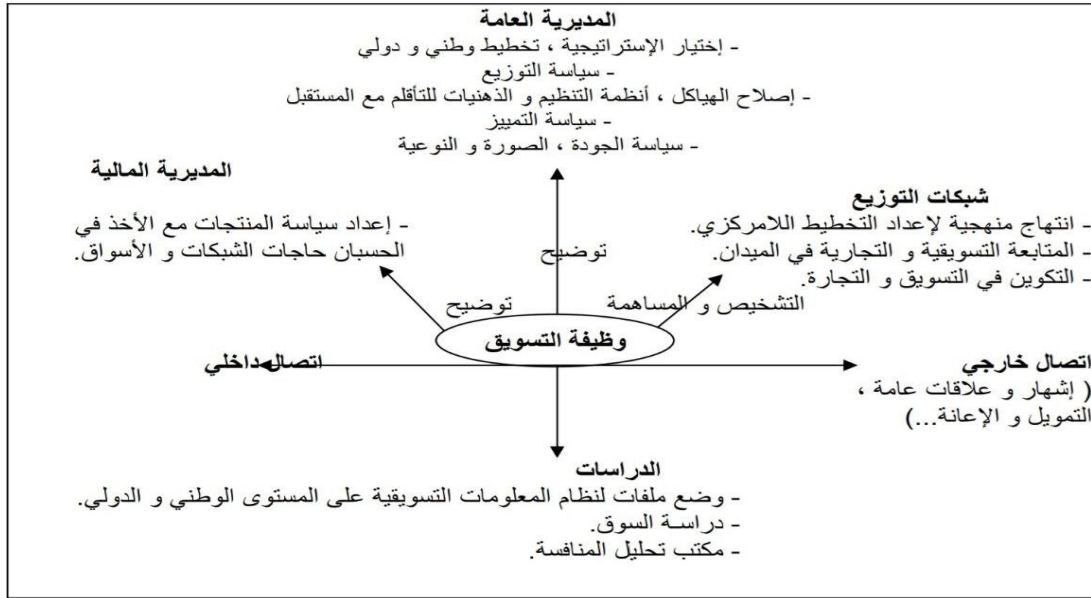 المديرية العامة
- إختيار الإستراتيجية ، تخطيط وطني و دولي
- سياسة التوزيع
- إصلاح الهياكل ، أنظمة التنظيم و الذهنيات للتأقلم مع المستقبل
- سياسة التمييز
- سياسة الجودة ، الصورة و النوعية
المديرية المالية
- إعداد سياسة المنتجات مع الأخذ في
الحسبان حاجات الشبكات و الأسواق.
شبكات التوزيع
- انتهاج منهجية لإعداد التخطيط اللامركزي.
- المتابعة التسويقية و التجارية في الميدان.
- التكوين في التسويق و التجارة.
توضيح
التشخيص و المساهمة
توضيح
وظيفة التسويق
اتصال خارجي
( إشهار و علاقات عامة ،
التمويل و الإعانة...)
اتصال داخلي
الدراسات
- وضع ملفات لنظام المعلومات التسويقية على المستوى الوطني و الدولي.
- دراسة السوق.
- مكتب تحليل المنافسة.